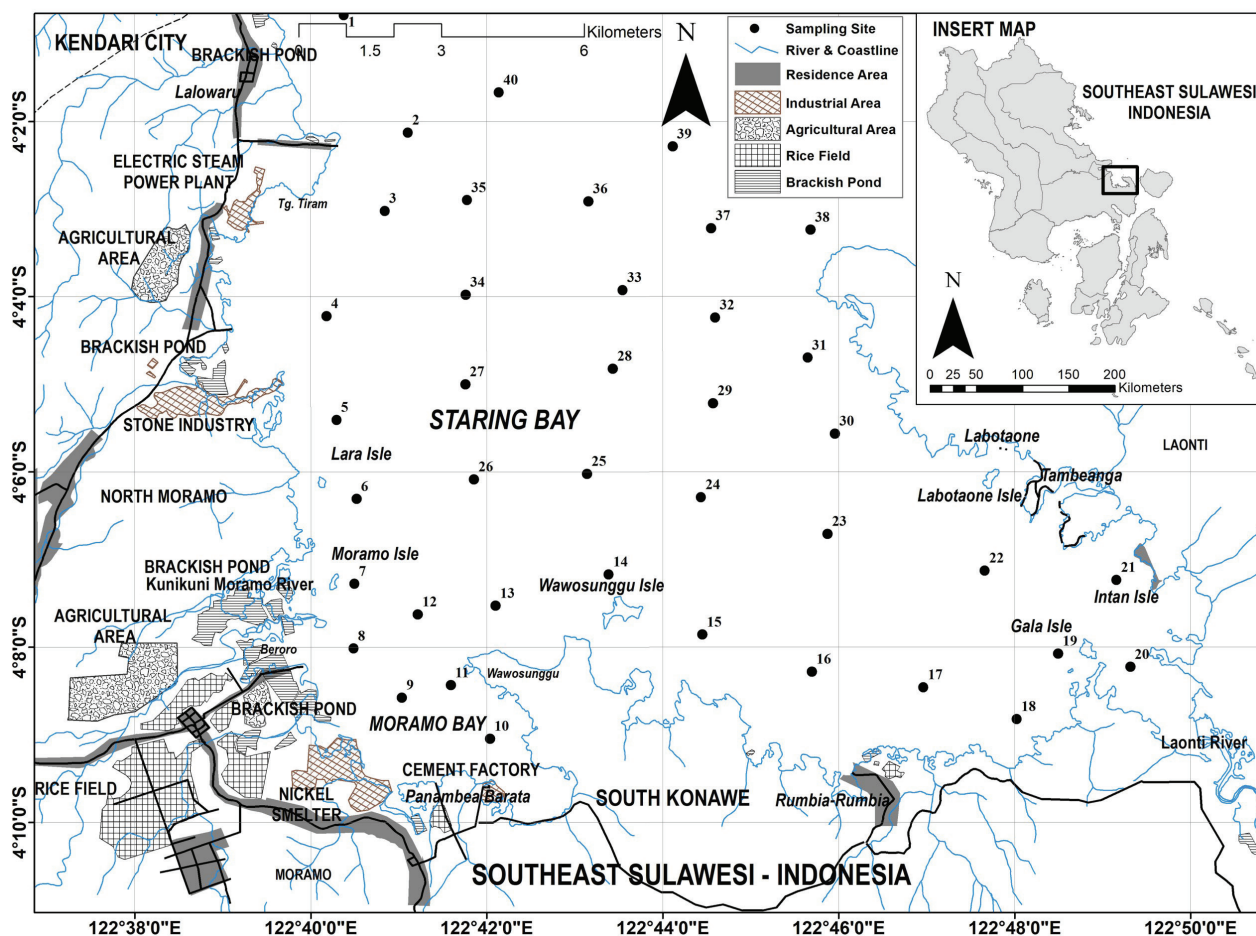 KENDARI CITY
1
Kilometers
0 1.5 3 6
BRACKISH POND
Lalowaru
40
2
39
N
ELECTRIC STEAM
POWER PLANT
Tg. Tiram
3
35
36
37
38
AGRICULTURAL
AREA
4
34
33
32
BRACKISH POND
31
28
27
29
STONE INDUSTRY
5
STARING BAY
30
Lara Isle
Labotaone
LAONTI
26
25
Tambeanga
NORTH MORAMO
6
24
Labotaone Isle
23
Moramo Isle
BRACKISH POND
Kunikuni Moramo River
7
14
Wawosunggu Isle
22
21
Intan Isle
AGRICULTURAL
AREA
12
13
15
Gala Isle
19
20
Beroro
8
Wawosunggu
16
17
11
9
BRACKISH POND
MORAMO BAY
10
18
Laonti River
RICE FIELD
CEMENT FACTORY
NICKEL
SMELTER
Panambea Barata
SOUTH KONAWE
Rumbia-Rumbia
MORAMO
SOUTHEAST SULAWESI - INDONESIA
Sampling Site
River & Coastline
Residence Area
Industrial Area
Agricultural Area
Rice Field
Brackish Pond
INSERT MAP
SOUTHEAST SULAWESI
INDONESIA
N
0 25 50 100 150 200
Kilometers
4°2'0"S
4°4'0"S
4°6'0"S
4°8'0"S
4°10'0"S
122°38'0"E 122°40'0"E 122°42'0"E 122°44'0"E 122°46'0"E 122°48'0"E 122°50'0"E